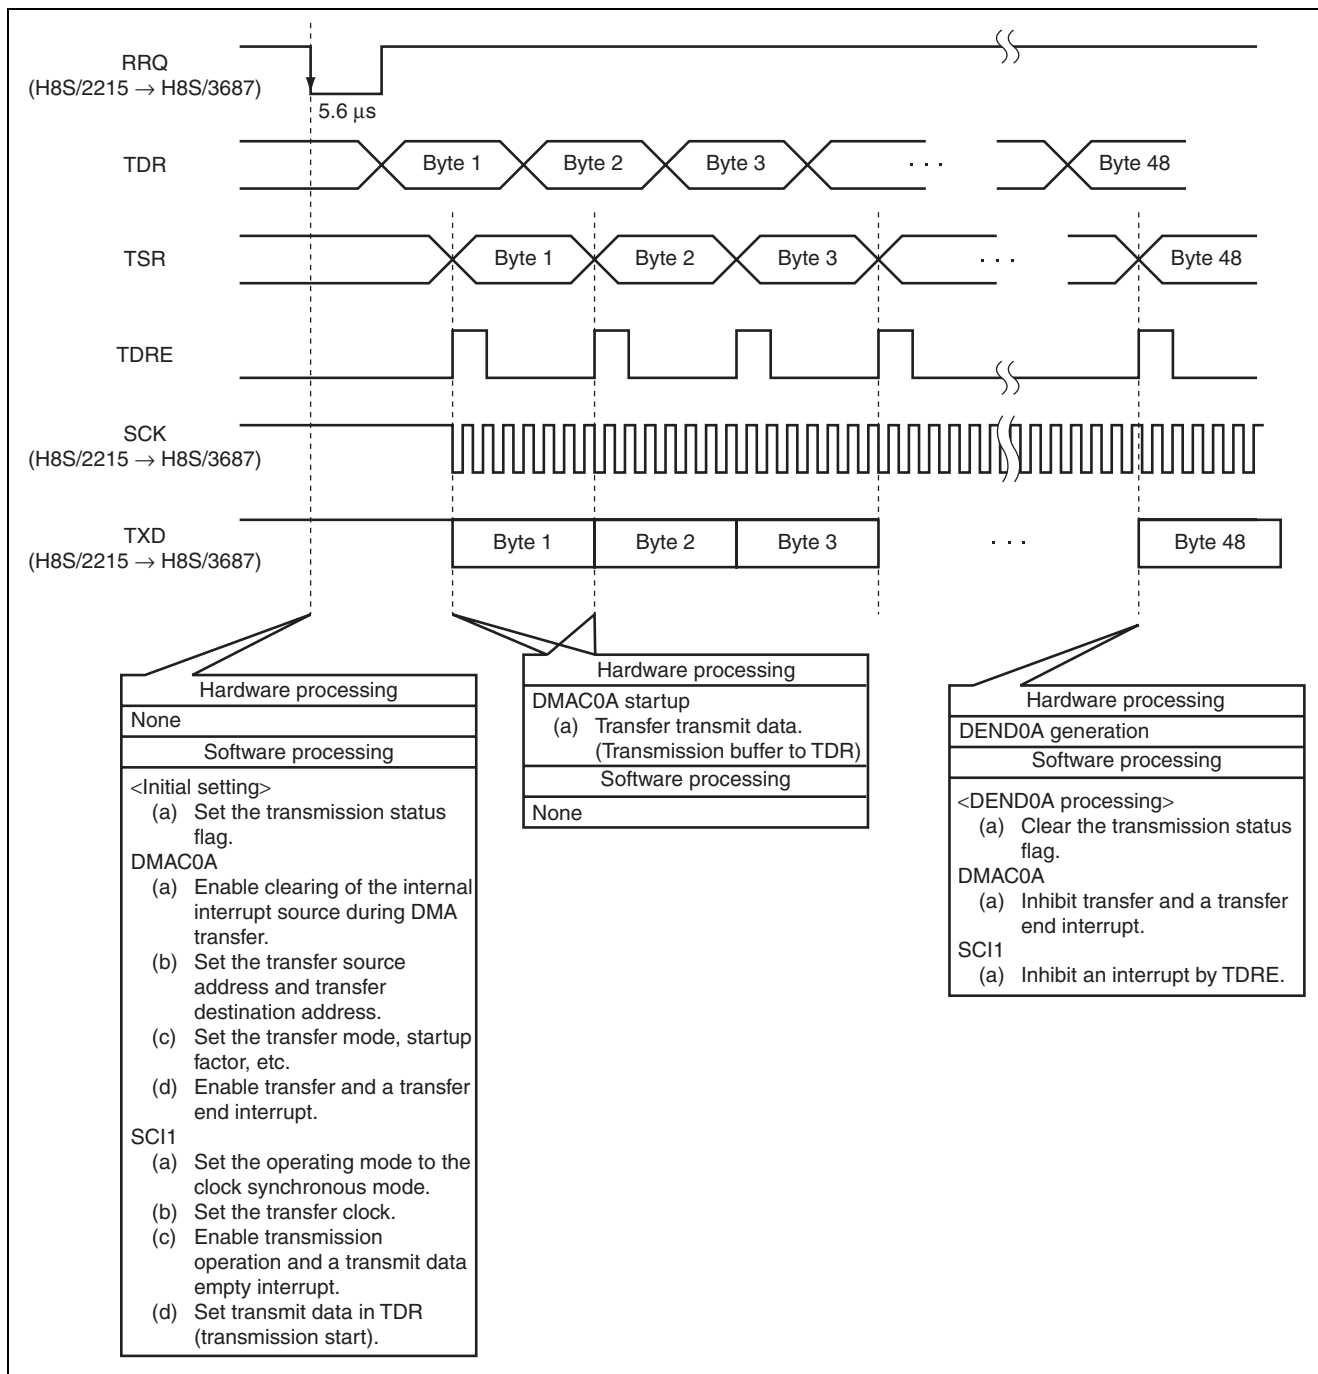 RRQ
(H8S/2215 → H8S/3687)
5.6 µs
TDR
Byte 1
Byte 2
Byte 3
· · ·
Byte 48
TSR
Byte 1
Byte 2
Byte 3
· · ·
Byte 48
TDRE
SCK
(H8S/2215 → H8S/3687)
TXD
(H8S/2215 → H8S/3687)
Byte 1
Byte 2
Byte 3
· · ·
Byte 48
Hardware processing
None
Software processing
<Initial setting>
(a) Set the transmission status
flag.
DMAC0A
(a) Enable clearing of the internal
interrupt source during DMA
transfer.
(b) Set the transfer source
address and transfer
destination address.
(c) Set the transfer mode, startup
factor, etc.
(d) Enable transfer and a transfer
end interrupt.
SCI1
(a) Set the operating mode to the
clock synchronous mode.
(b) Set the transfer clock.
(c) Enable transmission
operation and a transmit data
empty interrupt.
(d) Set transmit data in TDR
(transmission start).
Hardware processing
DMAC0A startup
(a) Transfer transmit data.
(Transmission buffer to TDR)
Software processing
None
Hardware processing
DEND0A generation
Software processing
<DEND0A processing>
(a) Clear the transmission status
flag.
DMAC0A
(a) Inhibit transfer and a transfer
end interrupt.
SCI1
(a) Inhibit an interrupt by TDRE.